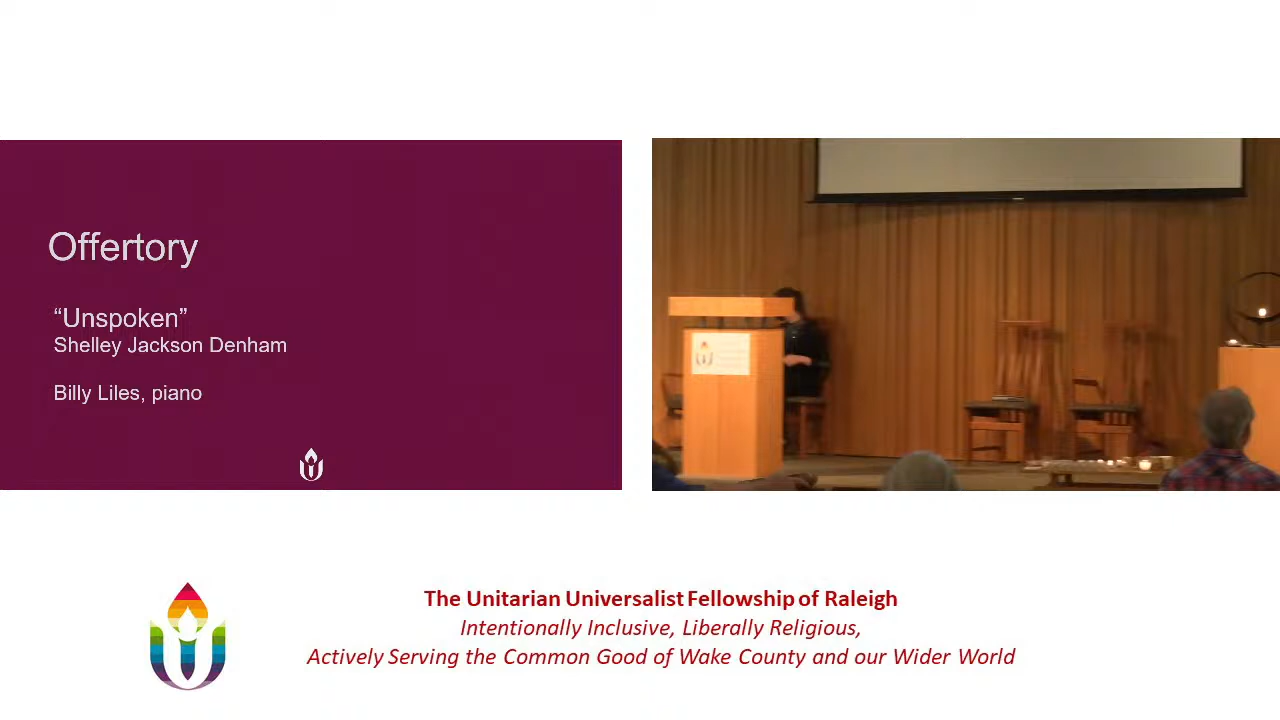 Offertory
“Unspoken”
Shelley Jackson Denham
Billy Liles, piano
The Unitarian Universalist Fellowship of Raleigh
Intentionally Inclusive, Liberally Religious,
Actively Serving the Common Good of Wake County and our Wider World